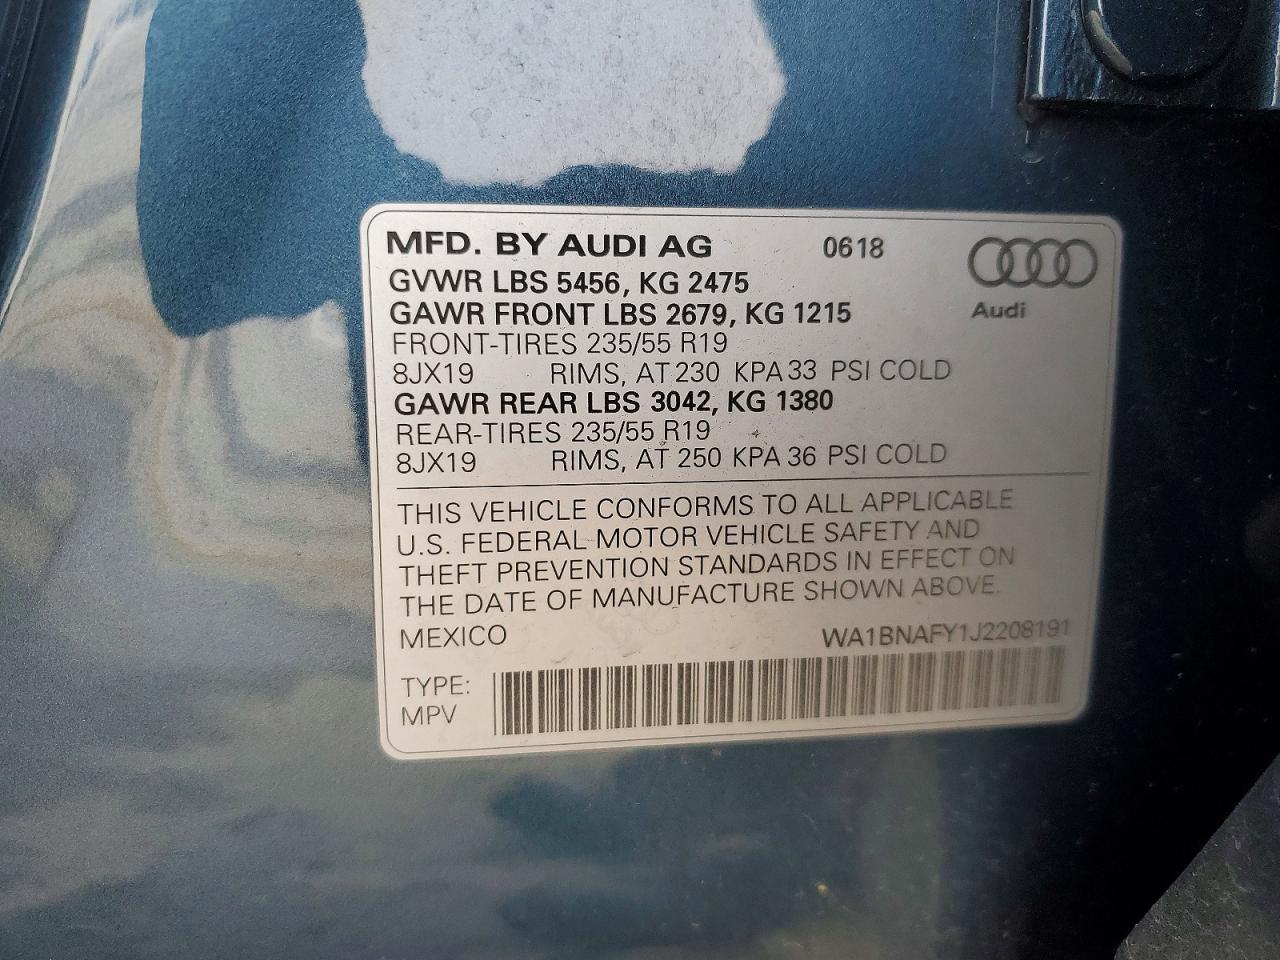 MFD. BY AUDI AG 0618
Audi
GVWR LBS 5456, KG 2475
GAWR FRONT LBS 2679, KG 1215
FRONT-TIRES 235/55 R19
8JX19 RIMS, AT 230 KPA 33 PSI COLD
GAWR REAR LBS 3042, KG 1380
REAR-TIRES 235/55 R19
8JX19 RIMS, AT 250 KPA 36 PSI COLD
THIS VEHICLE CONFORMS TO ALL APPLICABLE
U.S. FEDERAL MOTOR VEHICLE SAFETY AND
THEFT PREVENTION STANDARDS IN EFFECT ON
THE DATE OF MANUFACTURE SHOWN ABOVE.
MEXICO WA1BNAFY1J2208191
TYPE:
MPV